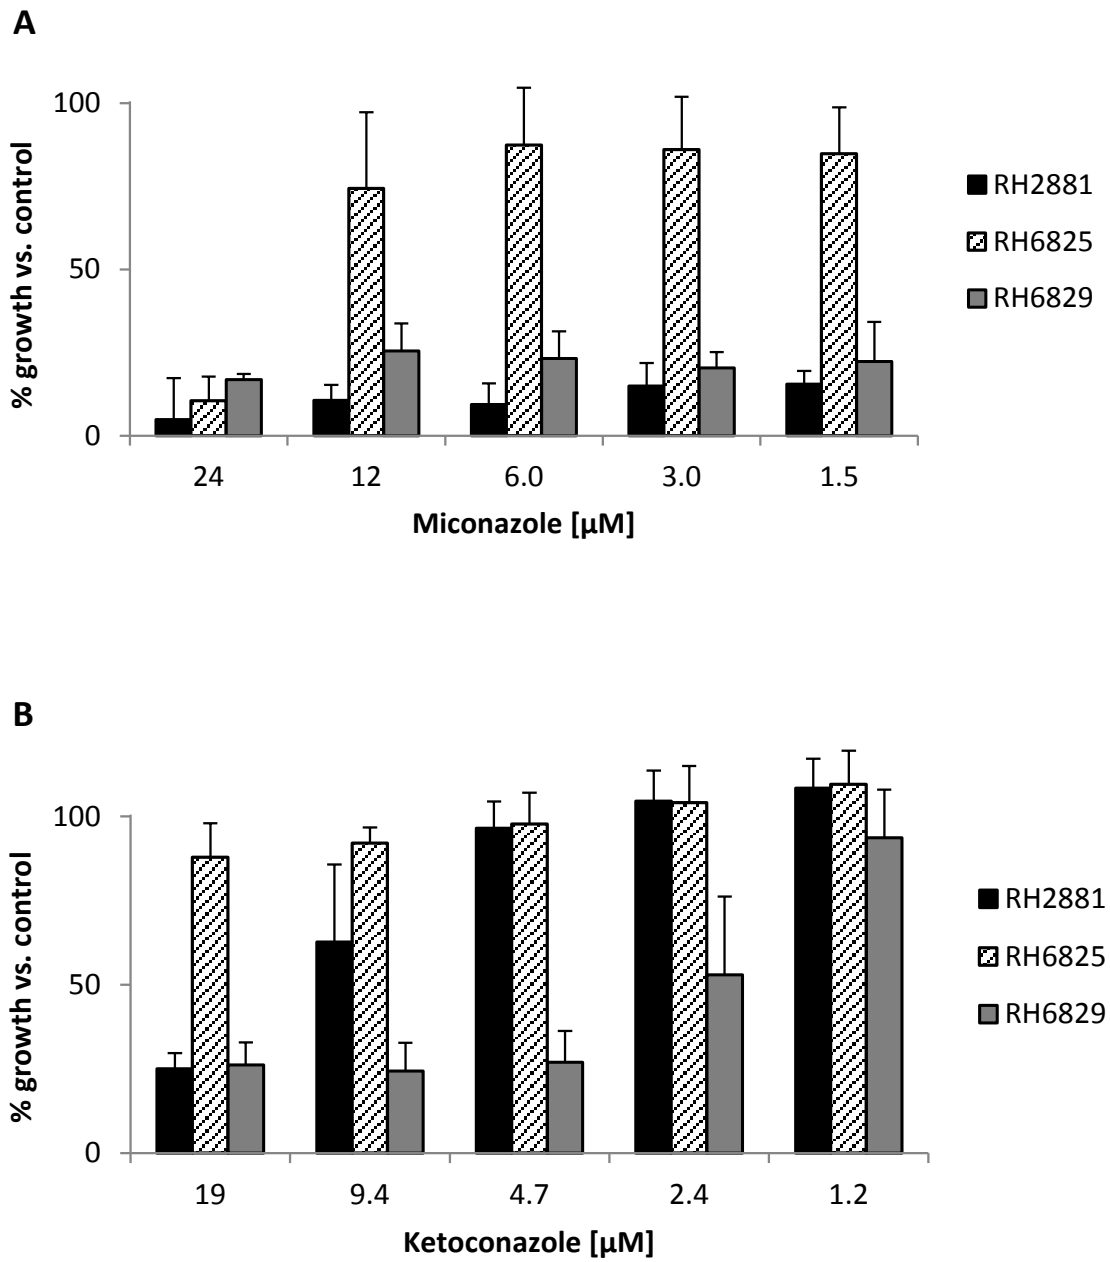 A
% growth vs. control
100
50
0
24 12 6.0 3.0 1.5
Miconazole [µM]
RH2881
RH6825
RH6829
B
% growth vs. control
100
50
0
19 9.4 4.7 2.4 1.2
Ketoconazole [µM]
RH2881
RH6825
RH6829